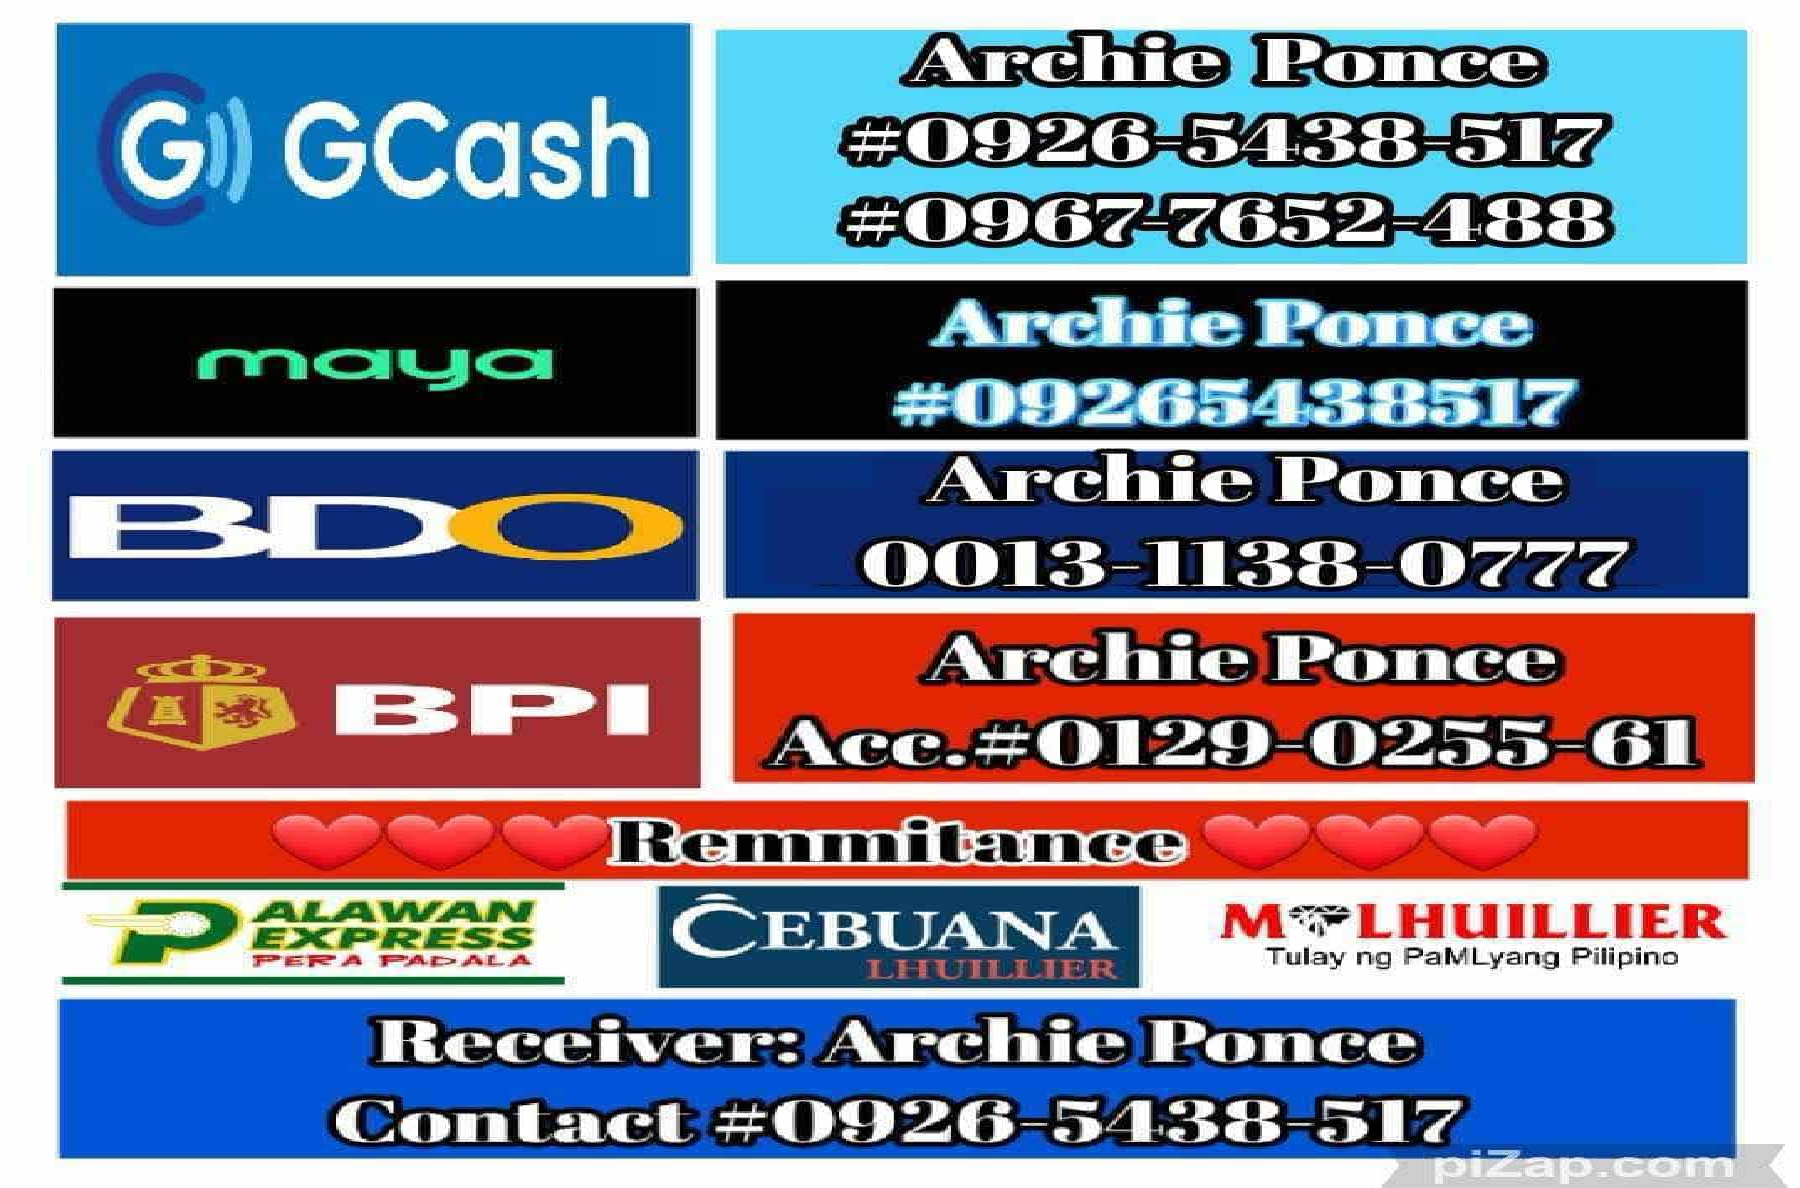 G GCash
Archie Ponce
#0926-5438-517
#0967-7652-488
maya
Archie Ponce
#09265438517
BDO
Archie Ponce
0013-1138-0777
BPI
Archie Ponce
Acc.#0129-0255-61
Remmitance
PALAWAN
EXPRESS
PERA PADALA
CEBUANA
LHUILLIER
M LHUILLIER
Tulay ng PaMLyang Pilipino
Receiver: Archie Ponce
Contact #0926-5438-517
piZap.com